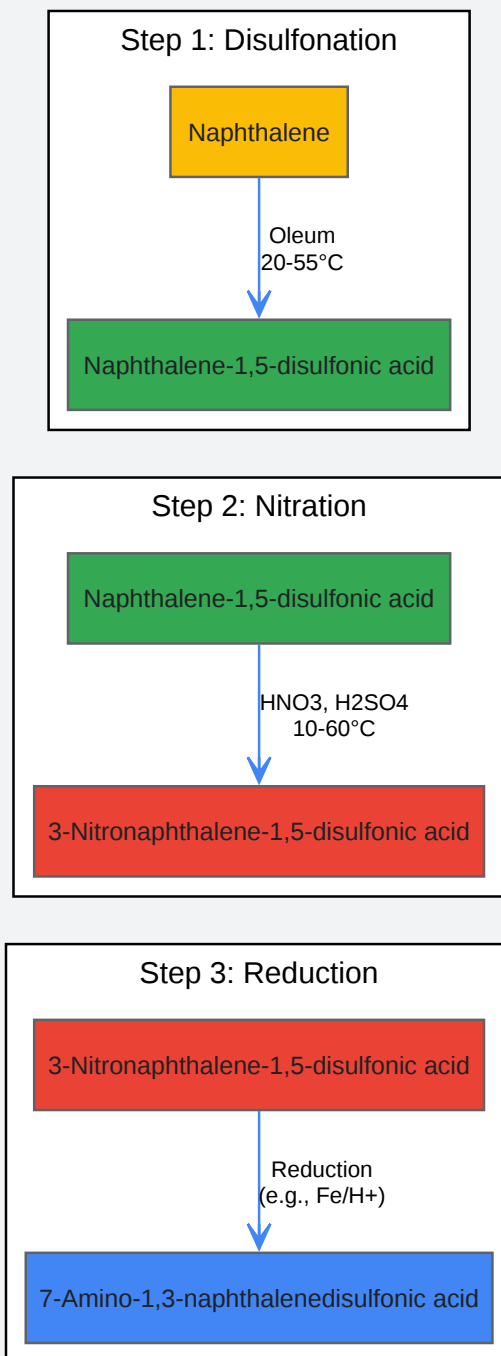 Step 1: Disulfonation
Naphthalene
Oleum
20-55°C
Naphthalene-1,5-disulfonic acid
Step 2: Nitration
Naphthalene-1,5-disulfonic acid
HNO3, H2SO4
10-60°C
3-Nitronaphthalene-1,5-disulfonic acid
Step 3: Reduction
3-Nitronaphthalene-1,5-disulfonic acid
Reduction
(e.g., Fe/H+)
7-Amino-1,3-naphthalenedisulfonic acid